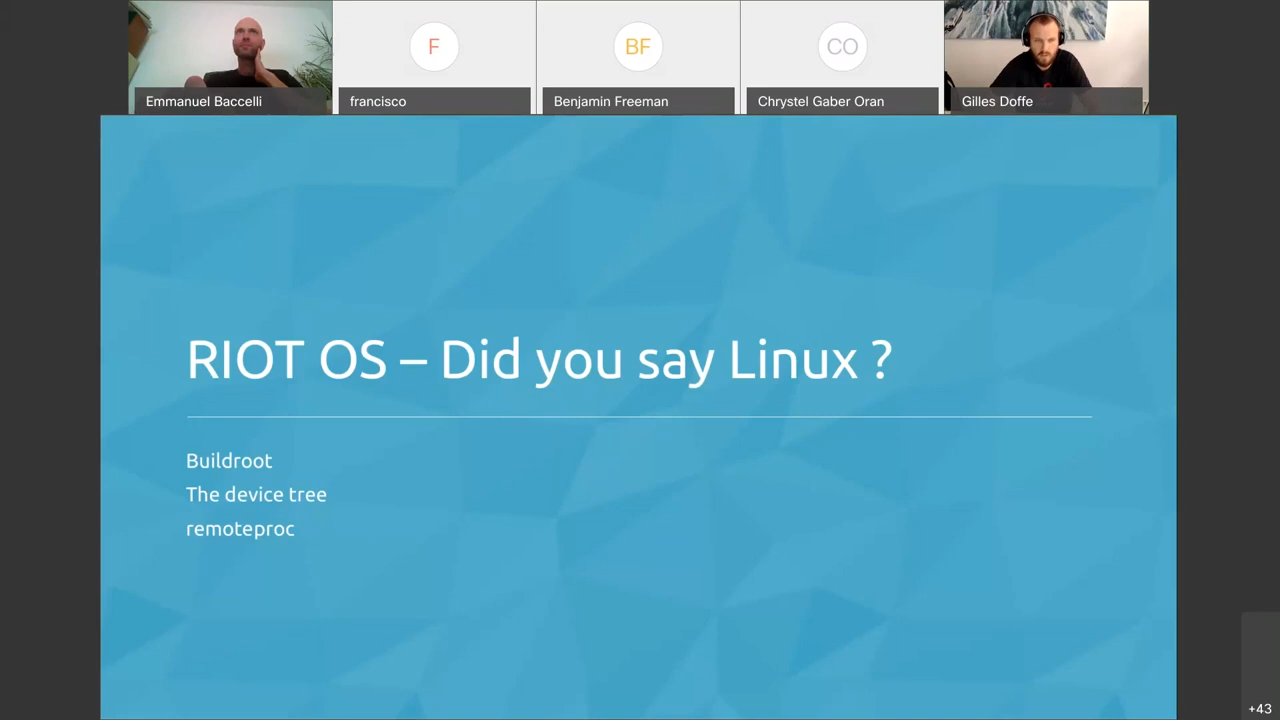 F
BF
CO
Emmanuel Baccelli
francisco
Benjamin Freeman
Chrystel Gaber Oran
Gilles Doffe
RIOT OS – Did you say Linux ?
Buildroot
The device tree
remoteproc
+43